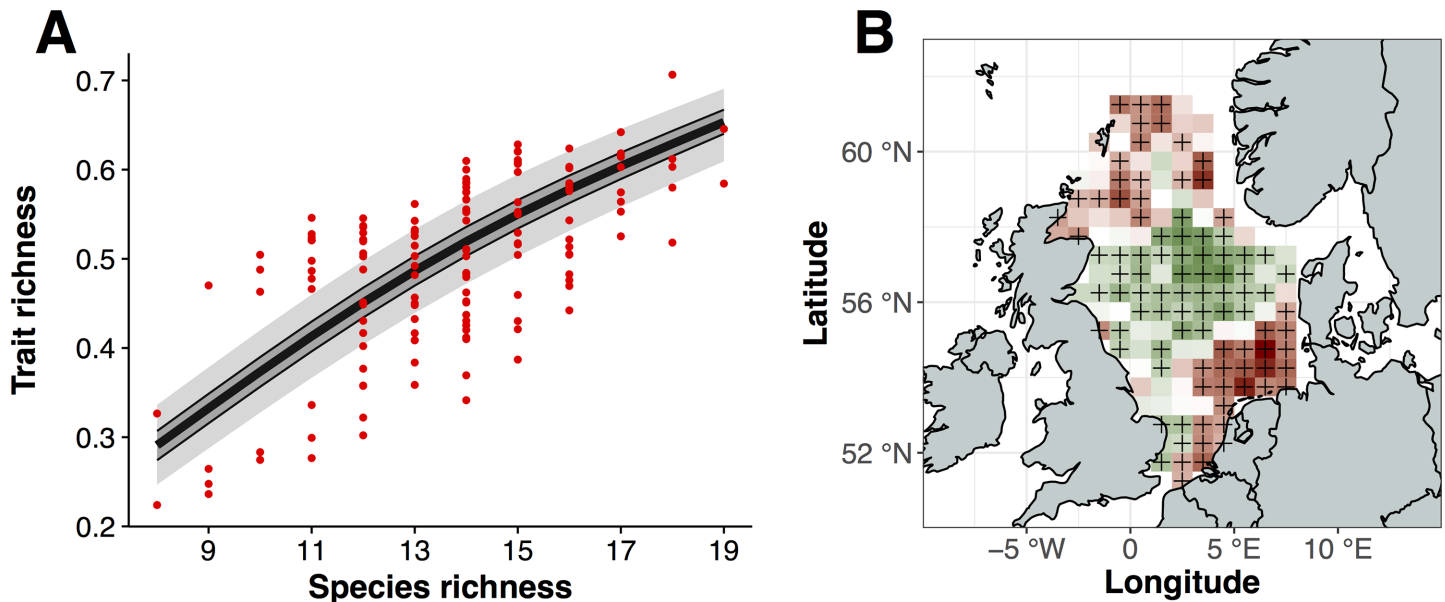 A
0.7
0.6
0.5
0.4
0.3
0.2
Trait richness
9 11 13 15 17 19
Species richness
B
60 °N
56 °N
52 °N
Latitude
−5 °W 0 5 °E 10 °E
Longitude